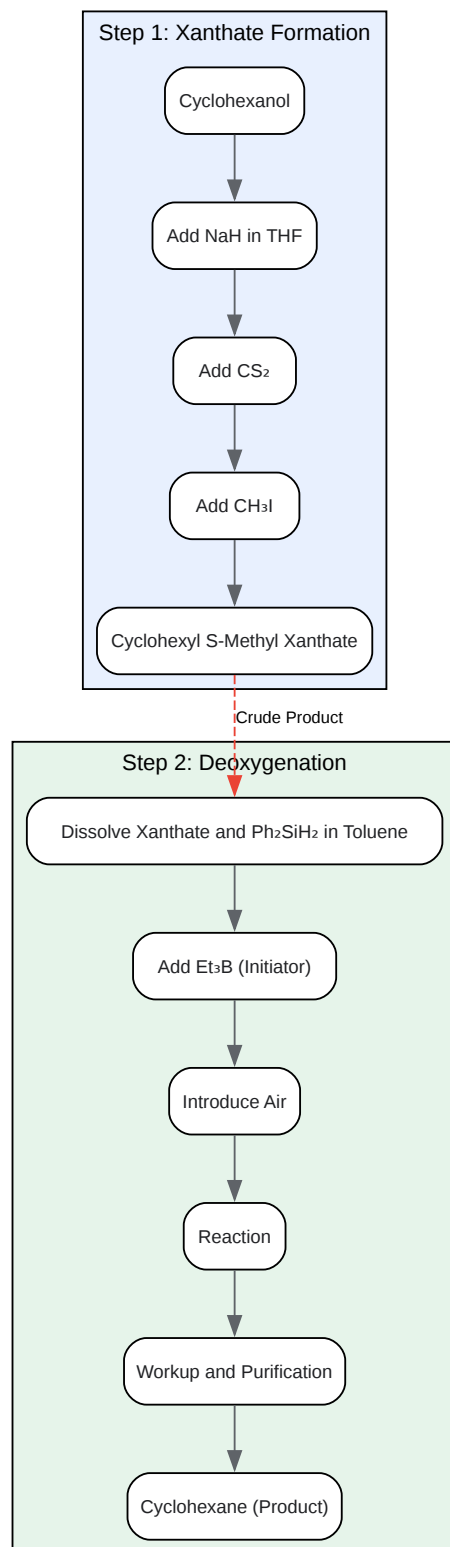 Step 1: Xanthate Formation
Cyclohexanol
Add NaH in THF
Add CS₂
Add CH₃I
Cyclohexyl S-Methyl Xanthate
Crude Product
Step 2: Deoxygenation
Dissolve Xanthate and Ph₂SiH₂ in Toluene
Add Et₃B (Initiator)
Introduce Air
Reaction
Workup and Purification
Cyclohexane (Product)